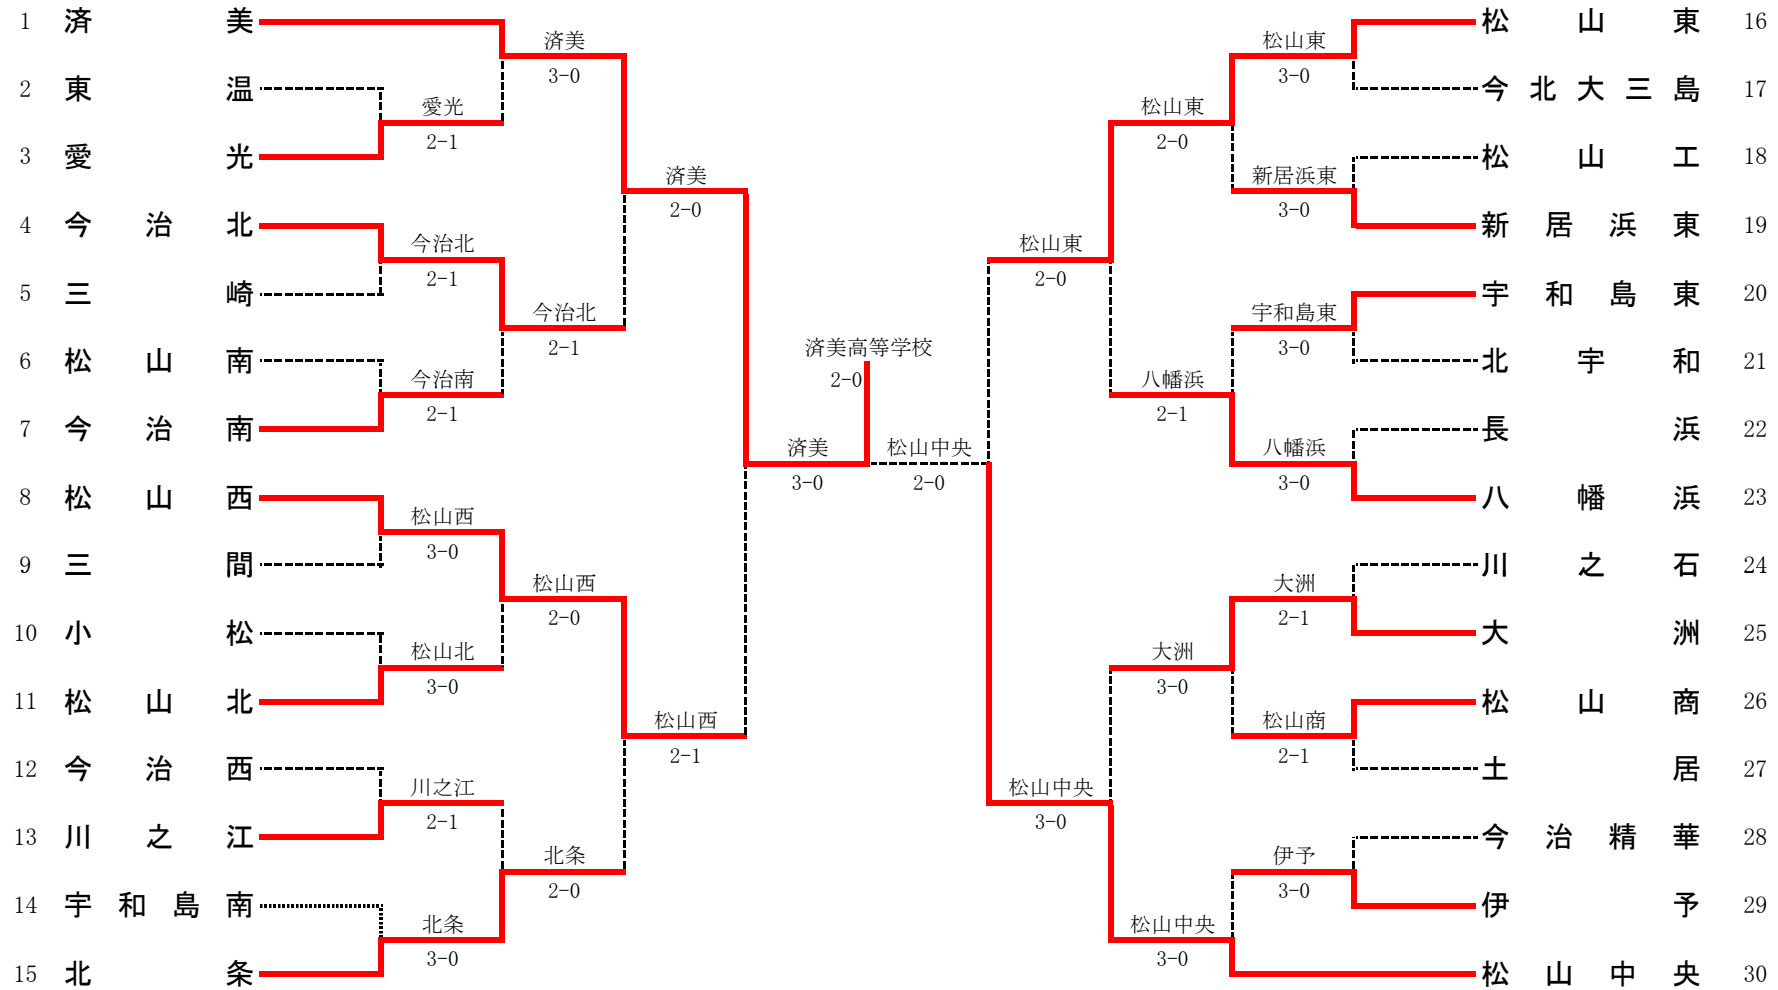 1 済美
2 東温
3 愛光
4 今治北
5 三崎
6 松山南
7 今治南
8 松山西
9 三間
10 小松
11 松山北
12 今治西
13 川之江
14 宇和島南
15 北条
愛光
2-1
今治北
2-1
今治南
2-1
松山西
3-0
松山北
3-0
川之江
2-1
北条
3-0
済美
3-0
今治北
2-1
松山西
2-0
北条
2-0
済美
2-0
松山西
2-1
済美
3-0
済美高等学校
2-0
松山中央
2-0
松山東
2-0
松山中央
3-0
松山東
2-0
八幡浜
2-1
大洲
3-0
松山中央
3-0
松山東
3-0
新居浜東
3-0
宇和島東
3-0
八幡浜
3-0
大洲
2-1
松山商
2-1
伊予
3-0
松山東 16
今北大三島 17
松山工 18
新居浜東 19
宇和島東 20
北宇和 21
長浜 22
八幡浜 23
川之石 24
大洲 25
松山商 26
土居 27
今治精華 28
伊予 29
松山中央 30